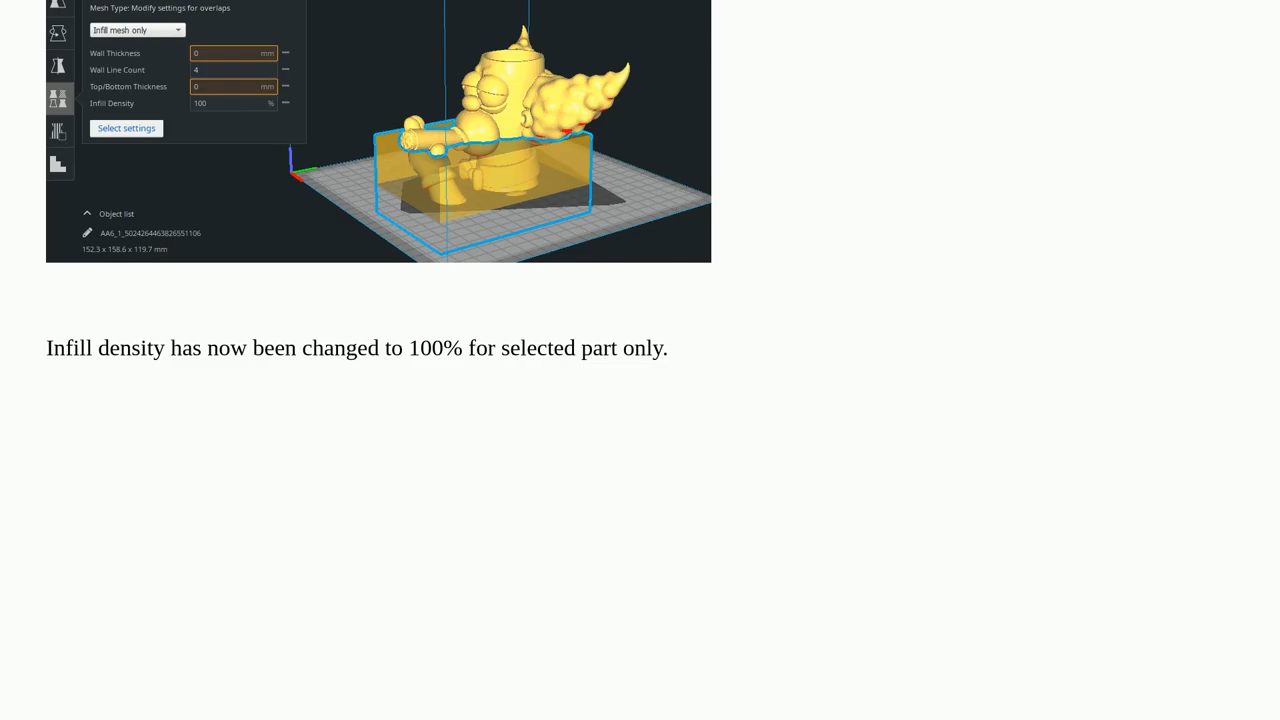 Mesh Type: Modify settings for overlaps
Infill mesh only
Wall Thickness 0 mm
Wall Line Count 4
Top/Bottom Thickness 0 mm
Infill Density 100 %
Select settings
Object list
AA6_1_5024264463826551106
152.3 x 158.6 x 119.7 mm
Infill density has now been changed to 100% for selected part only.